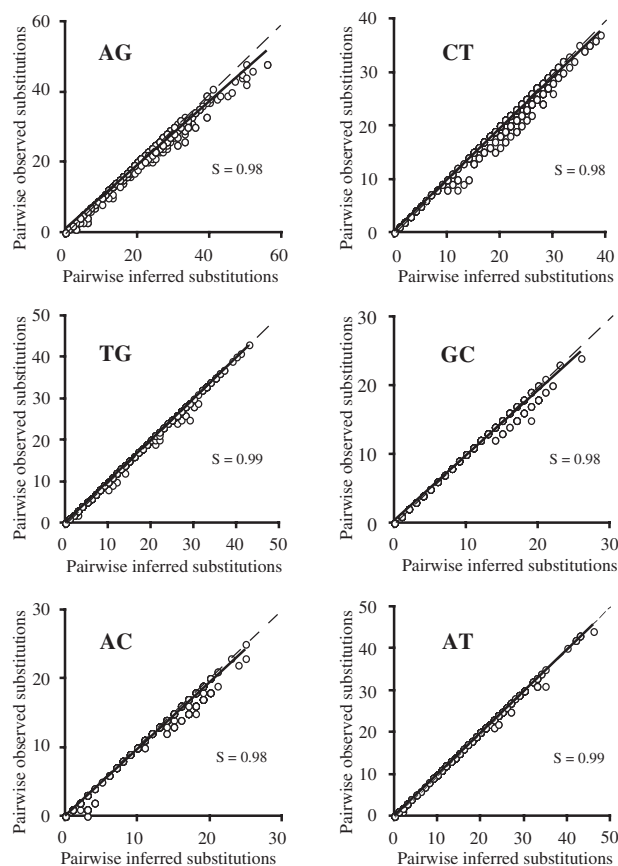 AG
Pairwise observed substitutions
60
40
20
0
S = 0.98
0 20 40 60
Pairwise inferred substitutions
CT
Pairwise observed substitutions
40
30
20
10
0
S = 0.98
0 10 20 30 40
Pairwise inferred substitutions
TG
Pairwise observed substitutions
50
40
30
20
10
0
S = 0.99
0 10 20 30 40 50
Pairwise inferred substitutions
GC
Pairwise observed substitutions
30
20
10
0
S = 0.98
0 10 20 30
Pairwise inferred substitutions
AC
Pairwise observed substitutions
30
20
10
0
S = 0.98
0 10 20 30
Pairwise inferred substitutions
AT
Pairwise observed substitutions
50
40
30
20
10
0
S = 0.99
0 10 20 30 40 50
Pairwise inferred substitutions